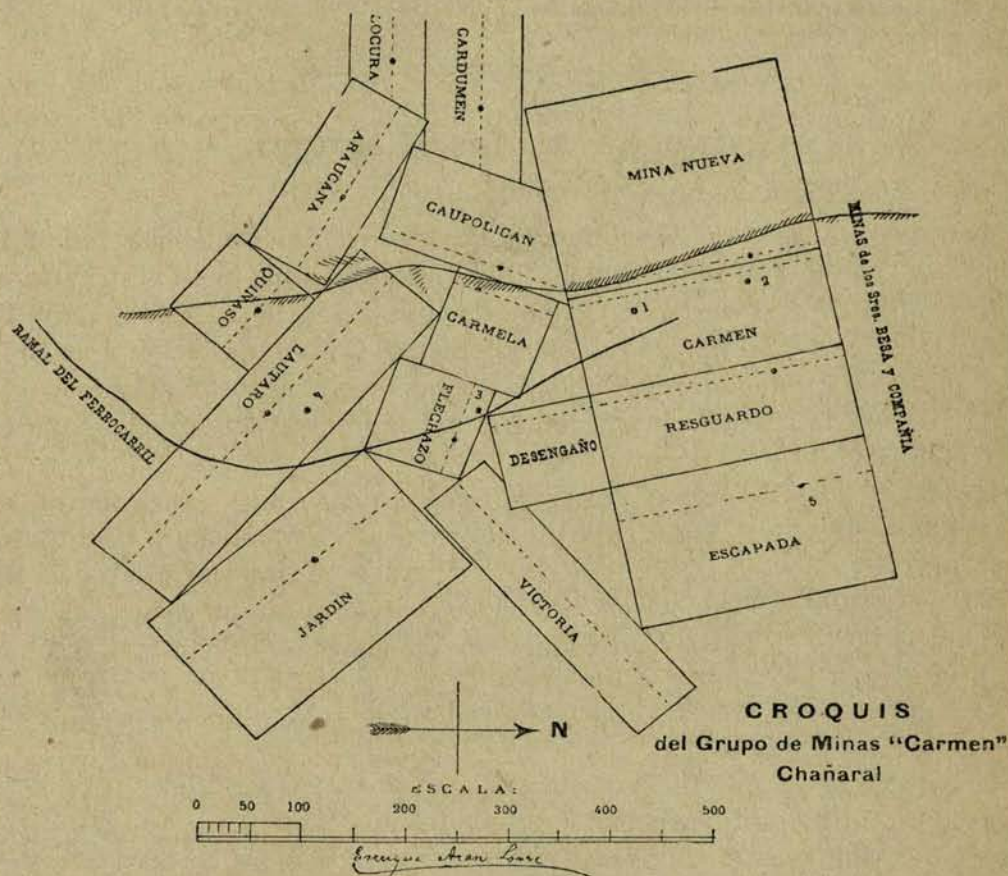 LOCURA
CARDUMEN
ARAUCANA
MINA NUEVA
CAUPOLICAN
QUINASO
MINAS de los Sres. BESA Y COMPAÑIA
CARMELA
1
2
CARMEN
RAMAL DEL FERROCARRIL
LAUTARO
4
FLECHAZO
3
DESENGAÑO
RESGUARDO
5
ESCAPADA
JARDIN
VICTORIA
N
CROQUIS
del Grupo de Minas “Carmen”
Chañaral
ESCALA:
0 50 100 200 300 400 500